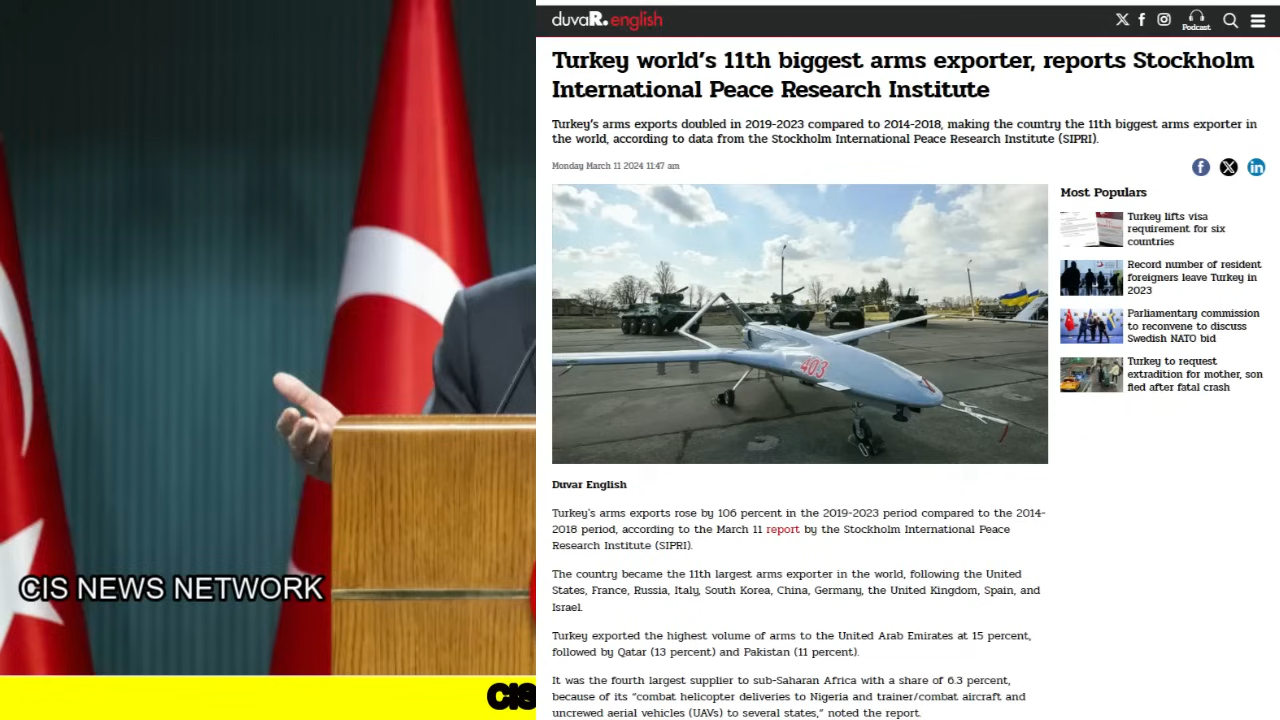 CIS NEWS NETWORK
CIS
duvaR.english
Podcast
Turkey world's 11th biggest arms exporter, reports Stockholm
International Peace Research Institute
Turkey's arms exports doubled in 2019-2023 compared to 2014-2018, making the country the 11th biggest arms exporter in
the world, according to data from the Stockholm International Peace Research Institute (SIPRI).
Monday March 11 2024 11:47 am
403
Most Populars
Turkey lifts visa
requirement for six
countries
Record number of resident
foreigners leave Turkey in
2023
Parliamentary commission
to reconvene to discuss
Swedish NATO bid
Turkey to request
extradition for mother, son
fled after fatal crash
Duvar English
Turkey's arms exports rose by 106 percent in the 2019-2023 period compared to the 2014-
2018 period, according to the March 11 report by the Stockholm International Peace
Research Institute (SIPRI).
The country became the 11th largest arms exporter in the world, following the United
States, France, Russia, Italy, South Korea, China, Germany, the United Kingdom, Spain, and
Israel.
Turkey exported the highest volume of arms to the United Arab Emirates at 15 percent,
followed by Qatar (13 percent) and Pakistan (11 percent).
It was the fourth largest supplier to sub-Saharan Africa with a share of 6.3 percent,
because of its “combat helicopter deliveries to Nigeria and trainer/combat aircraft and
uncrewed aerial vehicles (UAVs) to several states,” noted the report.